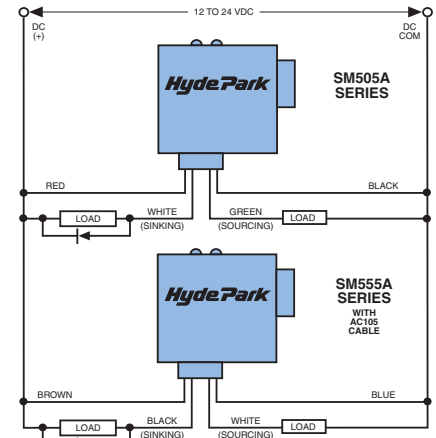 12 TO 24 VDC
DC
(+)
DC
COM
HydePark
SM505A
SERIES
RED
BLACK
LOAD
WHITE
(SINKING)
GREEN
(SOURCING)
LOAD
HydePark
SM555A
SERIES
WITH
AC105
CABLE
BROWN
BLUE
LOAD
BLACK
(SINKING)
WHITE
(SOURCING)
LOAD